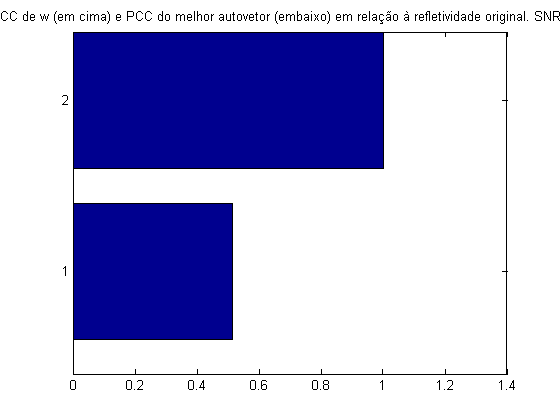 CC de w (em cima) e PCC do melhor autovetor (embaixo) em relação à refletividade original. SNR
2
1
0 0.2 0.4 0.6 0.8 1 1.2 1.4